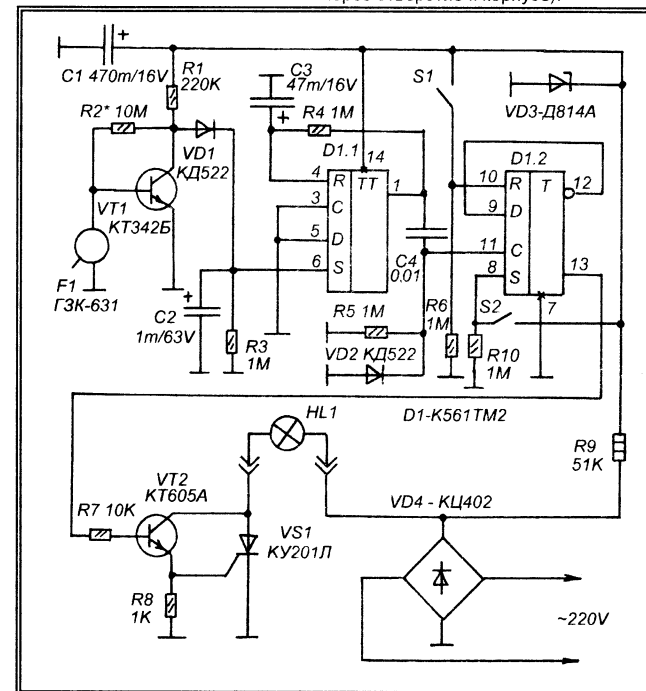 C1 470m/16V
R1
220K
C3
47m/16V
S1
R2* 10M
R4 1M
VD3-Д814А
VD1
КД522
D1.1
14
D1.2
4
R
TT
1
10
R
T
12
3
C
9
D
VT1
КТ342Б
5
D
C4
0.01
11
C
13
6
S
8
S
F1
ГЗК-631
C2
1m/63V
R5 1M
R6
1M
S2
7
R3
1M
VD2 КД522
R10
1M
HL1
D1-К561ТМ2
R9
51K
VT2
КТ605А
VD4 - КЦ402
R7 10K
VS1
КУ201Л
R8
1K
~220V